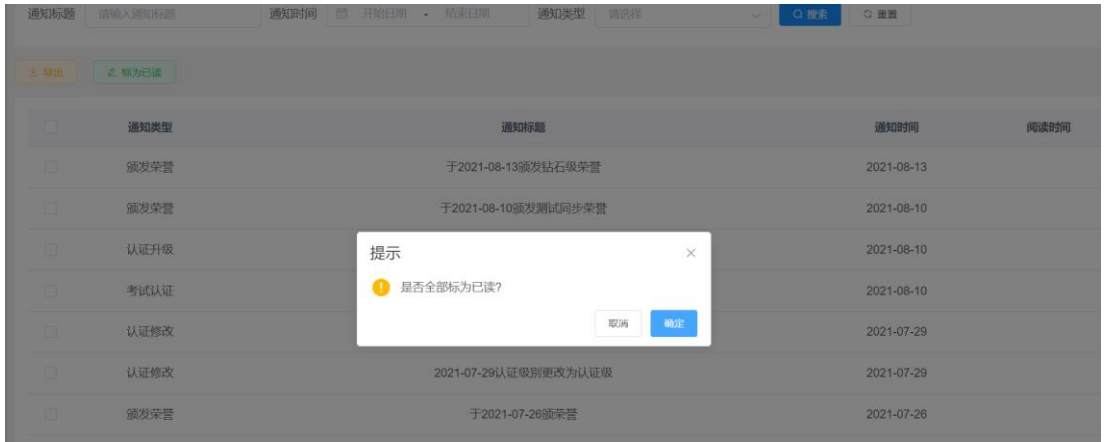 通知标题 请输入通知标题 通知时间 开始日期 - 结束日期 通知类型 请选择 搜索 重置
导出 标为已读
通知类型 通知标题 通知时间 阅读时间
颁发荣誉 于2021-08-13颁发钻石级荣誉 2021-08-13
颁发荣誉 于2021-08-10颁发测试同步荣誉 2021-08-10
认证升级 2021-08-10
提示
考试认证 2021-08-10
是否全部标为已读?
取消 确定
认证修改 2021-07-29
认证修改 2021-07-29认证级别更改为认证级 2021-07-29
颁发荣誉 于2021-07-26颁荣誉 2021-07-26